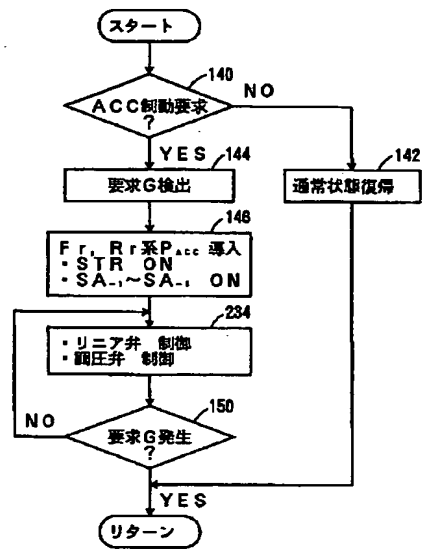 スタート
140
ACC制動要求
?
NO
YES
144
142
要求G検出
通常状態復帰
146
Fr, Rr系PACC 導入
・STR ON
・SA-1~SA-8 ON
234
・リニア弁 制御
・調圧弁 制御
NO
150
要求G発生
?
YES
リターン